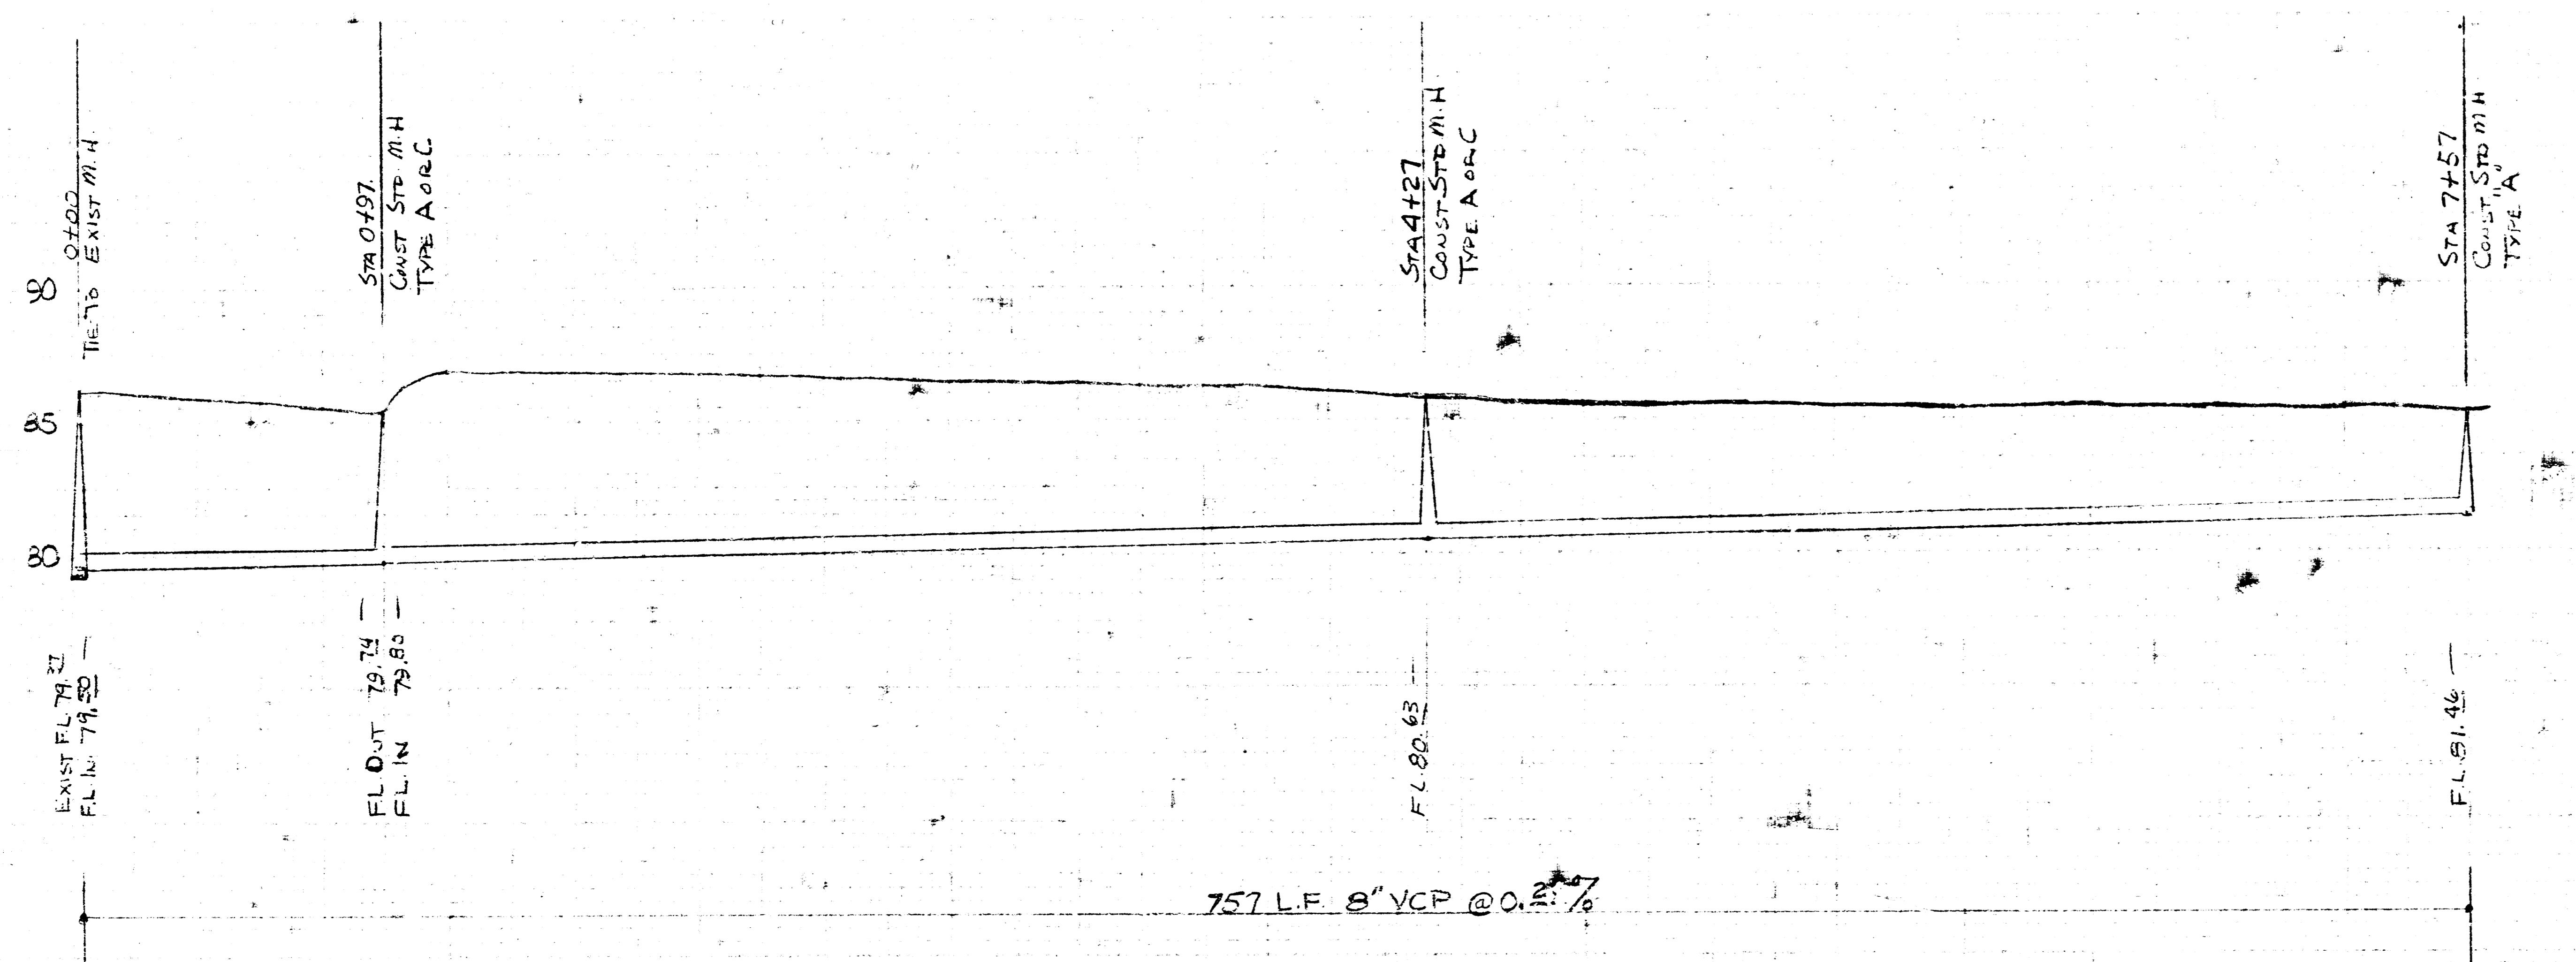 0+00
TIE TO EXIST M.H.
STA 0+97.
CONST STD. M.H
TYPE A OR C
STA 4+27
CONST STD. M.H.
TYPE A OR C
STA 7+57
CONST STD M H
TYPE "A"
90
85
80
EXIST F.L. 79.
F.L. IN. 79.50 —
F.L. OUT 79.74 —
F.L. IN 79.80 —
F.L. 80.63 —
F.L. 81.46 —
757 L.F. 8" VCP @